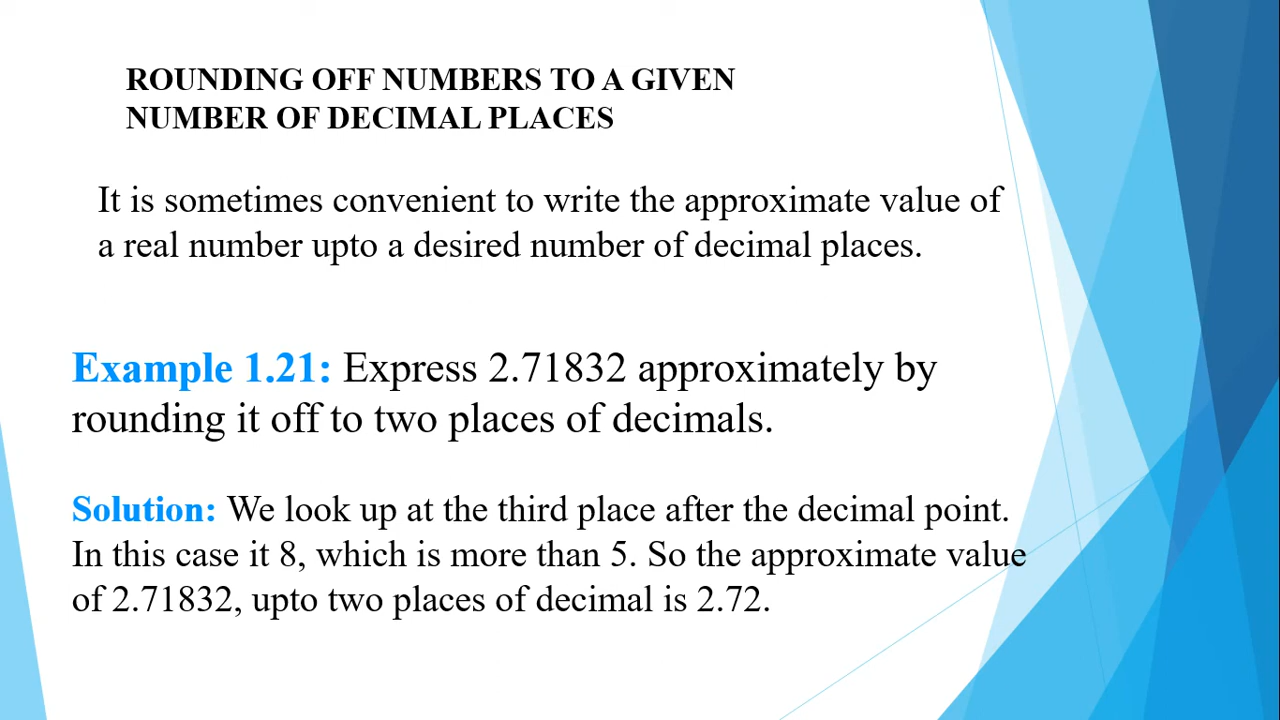 ROUNDING OFF NUMBERS TO A GIVEN
NUMBER OF DECIMAL PLACES
It is sometimes convenient to write the approximate value of
a real number upto a desired number of decimal places.
Example 1.21: Express 2.71832 approximately by
rounding it off to two places of decimals.
Solution: We look up at the third place after the decimal point.
In this case it 8, which is more than 5. So the approximate value
of 2.71832, upto two places of decimal is 2.72.